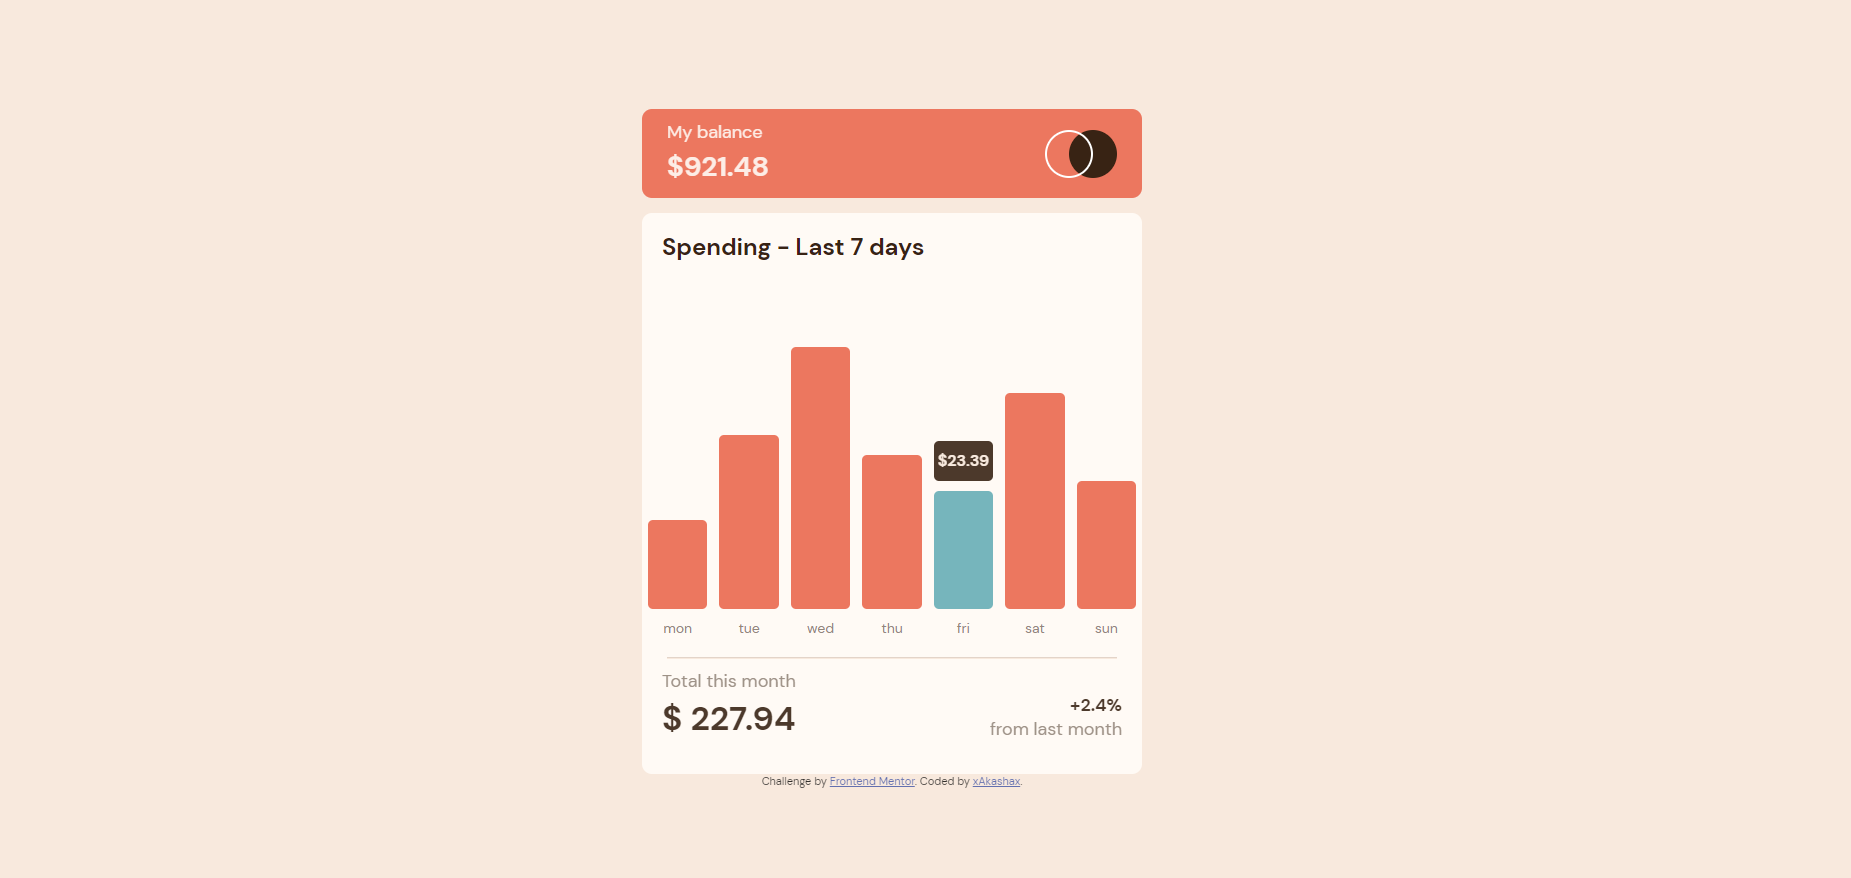 My balance
$921.48
Spending - Last 7 days
$23.39
mon tue wed thu fri sat sun
Total this month
$ 227.94
+2.4%
from last month
Challenge by Frontend Mentor. Coded by xAkashax.